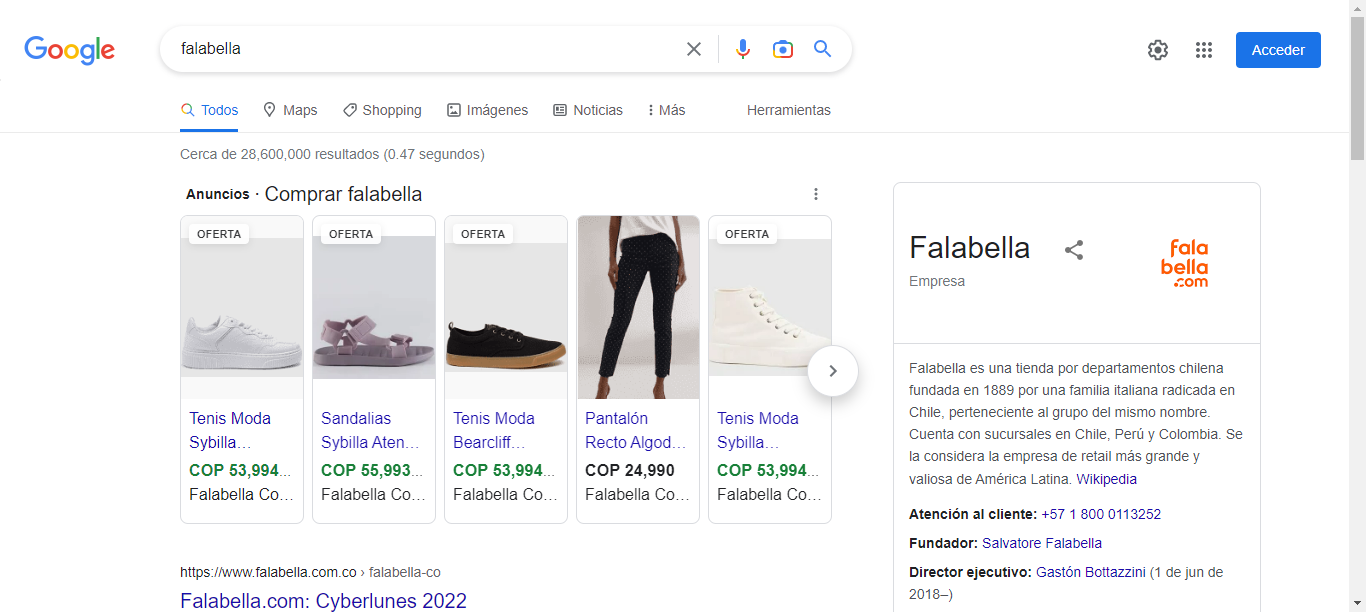 Google
falabella
Acceder
Todos
Maps
Shopping
Imágenes
Noticias
Más
Herramientas
Cerca de 28,600,000 resultados (0.47 segundos)
Anuncios · Comprar falabella
OFERTA
Tenis Moda
Sybilla…
COP 53,994…
Falabella Co…
OFERTA
Sandalias
Sybilla Aten…
COP 55,993…
Falabella Co…
OFERTA
Tenis Moda
Bearcliff…
COP 53,994…
Falabella Co…
Pantalón
Recto Algod…
COP 24,990
Falabella Co…
OFERTA
Tenis Moda
Sybilla…
COP 53,994…
Falabella Co…
https://www.falabella.com.co › falabella-co
Falabella.com: Cyberlunes 2022
Falabella
Empresa
fala
bella
.com
Falabella es una tienda por departamentos chilena
fundada en 1889 por una familia italiana radicada en
Chile, perteneciente al grupo del mismo nombre.
Cuenta con sucursales en Chile, Perú y Colombia. Se
la considera la empresa de retail más grande y
valiosa de América Latina. Wikipedia
Atención al cliente: +57 1 800 0113252
Fundador: Salvatore Falabella
Director ejecutivo: Gastón Bottazzini (1 de jun de
2018–)